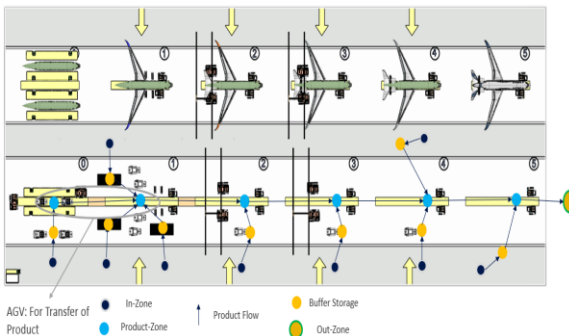 ① ② ③ ④ ⑤
⓪ ① ② ③ ④ ⑤
AGV: For Transfer of
Product
In-Zone
Product-Zone
Product Flow
Buffer Storage
Out-Zone